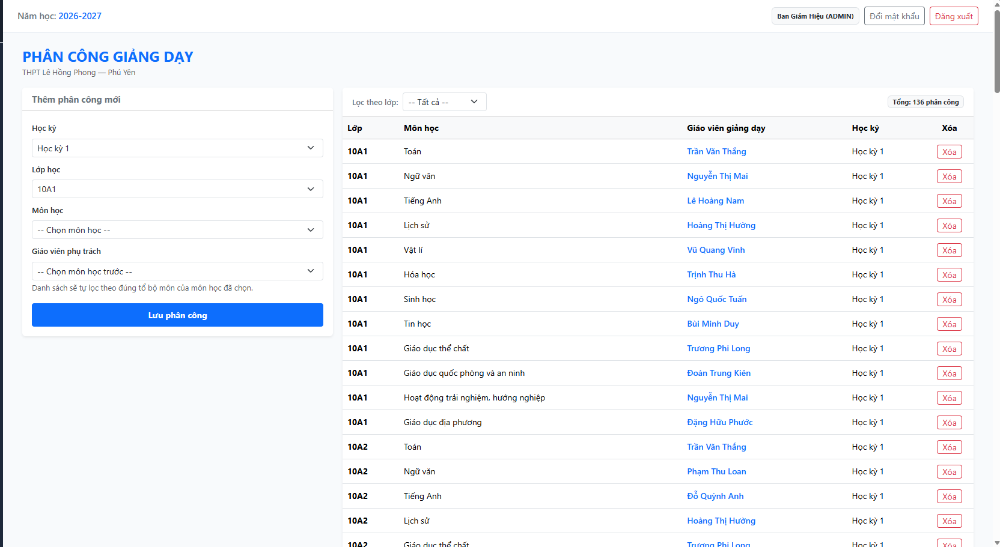 Năm học: 2026-2027
Ban Giám Hiệu (ADMIN)
Đổi mật khẩu
Đăng xuất
PHÂN CÔNG GIẢNG DẠY
THPT Lê Hồng Phong — Phú Yên
Thêm phân công mới
Học kỳ
Học kỳ 1
Lớp học
10A1
Môn học
-- Chọn môn học --
Giáo viên phụ trách
-- Chọn môn học trước --
Danh sách sẽ tự lọc theo đúng tổ bộ môn của môn học đã chọn.
Lưu phân công
Lọc theo lớp: -- Tất cả --
Tổng: 136 phân công
Lớp Môn học Giáo viên giảng dạy Học kỳ Xóa
10A1 Toán Trần Văn Thắng Học kỳ 1 Xóa
10A1 Ngữ văn Nguyễn Thị Mai Học kỳ 1 Xóa
10A1 Tiếng Anh Lê Hoàng Nam Học kỳ 1 Xóa
10A1 Lịch sử Hoàng Thị Hường Học kỳ 1 Xóa
10A1 Vật lí Vũ Quang Vinh Học kỳ 1 Xóa
10A1 Hóa học Trịnh Thu Hà Học kỳ 1 Xóa
10A1 Sinh học Ngô Quốc Tuấn Học kỳ 1 Xóa
10A1 Tin học Bùi Minh Duy Học kỳ 1 Xóa
10A1 Giáo dục thể chất Trương Phi Long Học kỳ 1 Xóa
10A1 Giáo dục quốc phòng và an ninh Đoàn Trung Kiên Học kỳ 1 Xóa
10A1 Hoạt động trải nghiệm, hướng nghiệp Nguyễn Thị Mai Học kỳ 1 Xóa
10A1 Giáo dục địa phương Đặng Hữu Phước Học kỳ 1 Xóa
10A2 Toán Trần Văn Thắng Học kỳ 1 Xóa
10A2 Ngữ văn Phạm Thu Loan Học kỳ 1 Xóa
10A2 Tiếng Anh Đỗ Quỳnh Anh Học kỳ 1 Xóa
10A2 Lịch sử Hoàng Thị Hường Học kỳ 1 Xóa
10A2 Giáo dục thể chất Trương Phi Long Học kỳ 1 Xóa